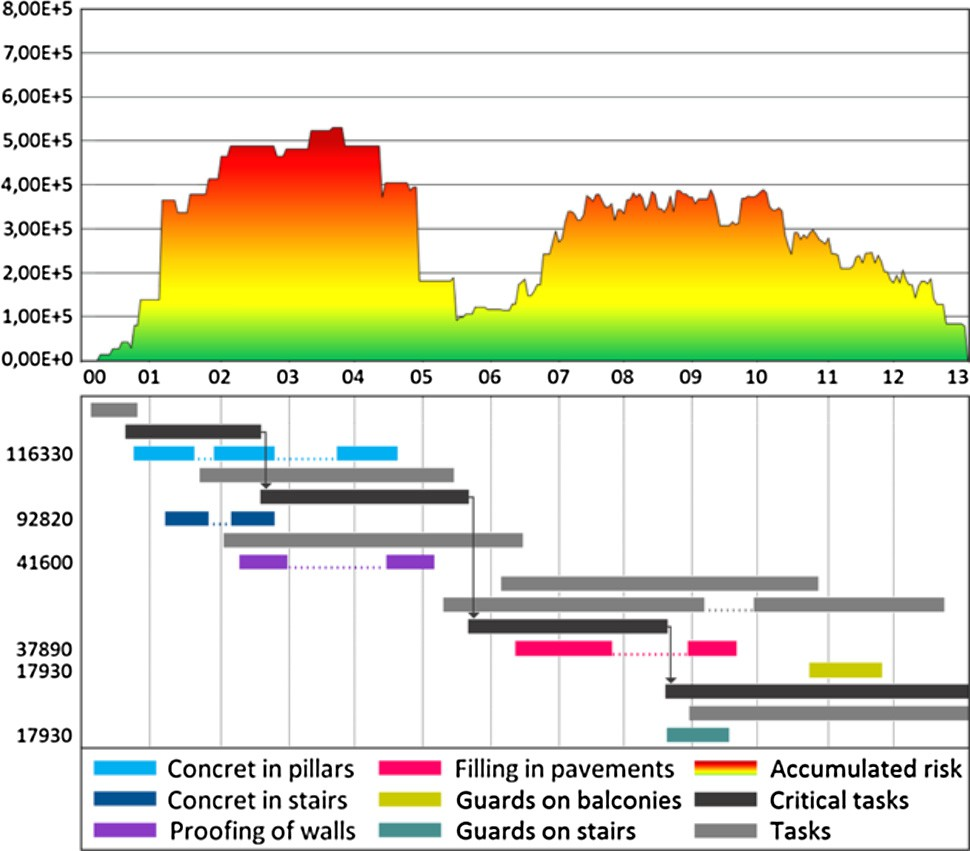 8,00E+5
7,00E+5
6,00E+5
5,00E+5
4,00E+5
3,00E+5
2,00E+5
1,00E+5
0,00E+0
00 01 02 03 04 05 06 07 08 09 10 11 12 13
116330
92820
41600
37890
17930
17930
Concret in pillars Filling in pavements Accumulated risk
Concret in stairs Guards on balconies Critical tasks
Proofing of walls Guards on stairs Tasks